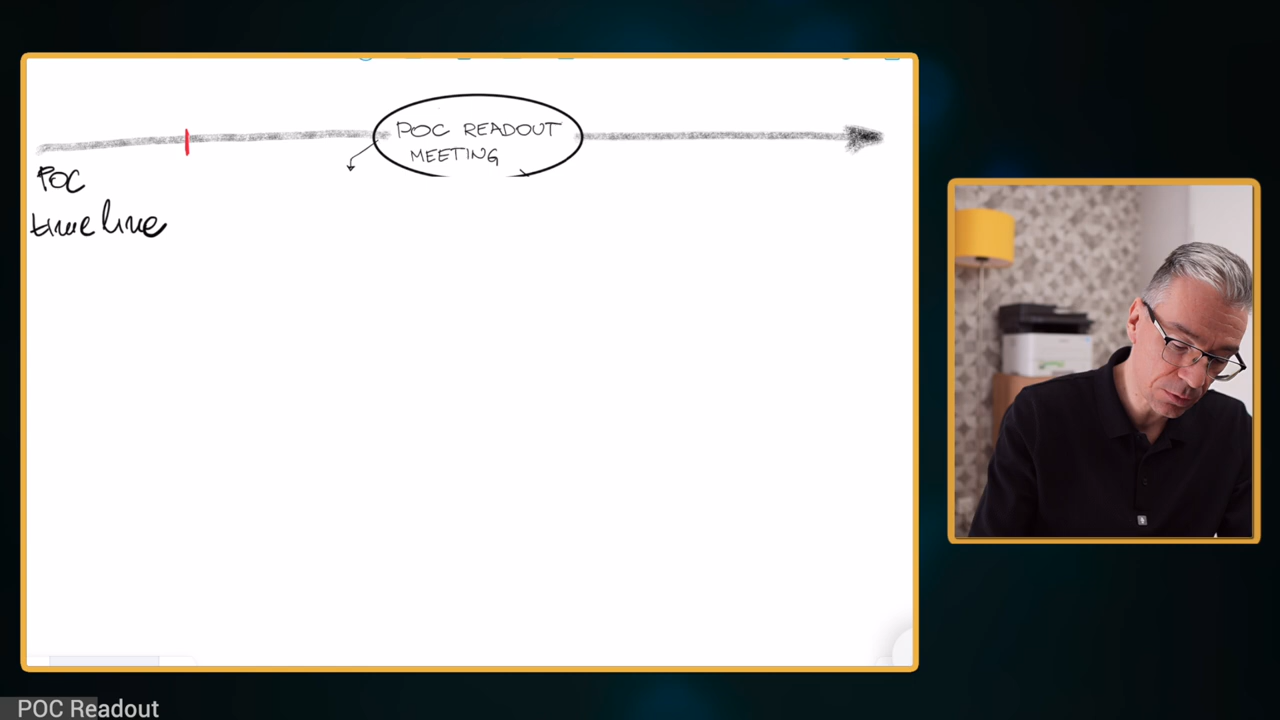 POC READOUT
MEETING
POC
timeline
POC Readout